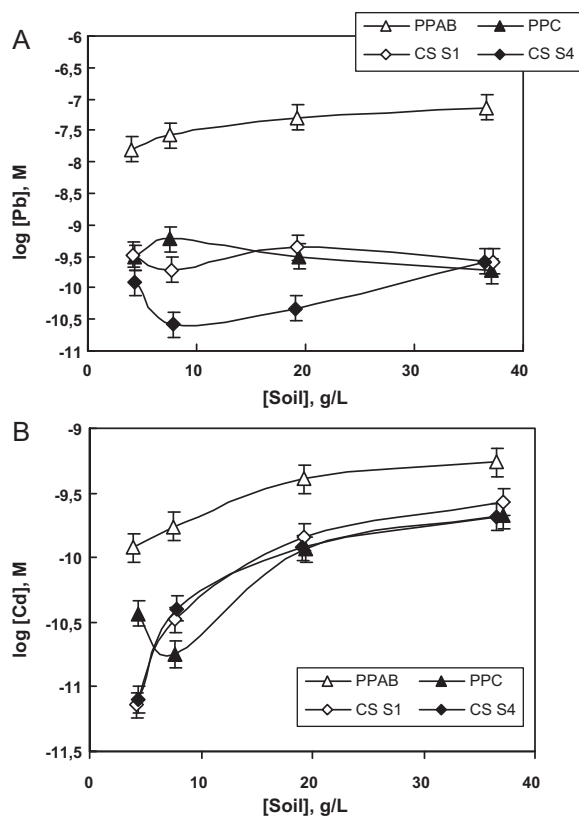 A
PPAB
PPC
CS S1
CS S4
-6
-6,5
-7
-7,5
-8
-8,5
-9
-9,5
-10
-10,5
-11
log [Pb], M
0
10
20
30
40
[Soil], g/L
B
-9
-9,5
-10
-10,5
-11
-11,5
log [Cd], M
PPAB
PPC
CS S1
CS S4
0
10
20
30
40
[Soil], g/L